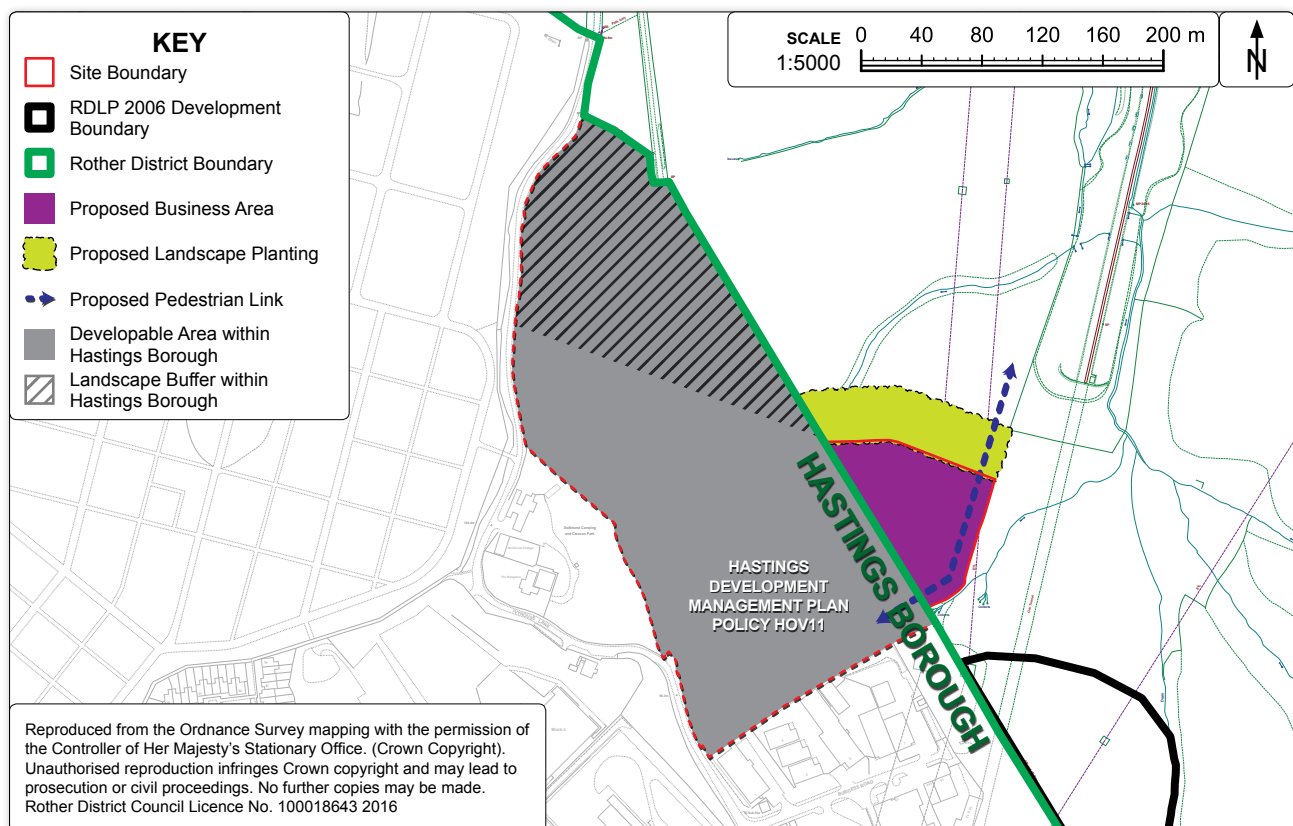 KEY
Site Boundary
RDLP 2006 Development
Boundary
Rother District Boundary
Proposed Business Area
Proposed Landscape Planting
Proposed Pedestrian Link
Developable Area within
Hastings Borough
Landscape Buffer within
Hastings Borough
SCALE
1:5000
0 40 80 120 160 200 m
N
HASTINGS BOROUGH
HASTINGS
DEVELOPMENT
MANAGEMENT PLAN
POLICY HOV11
Reproduced from the Ordnance Survey mapping with the permission of
the Controller of Her Majesty's Stationary Office. (Crown Copyright).
Unauthorised reproduction infringes Crown copyright and may lead to
prosecution or civil proceedings. No further copies may be made.
Rother District Council Licence No. 100018643 2016